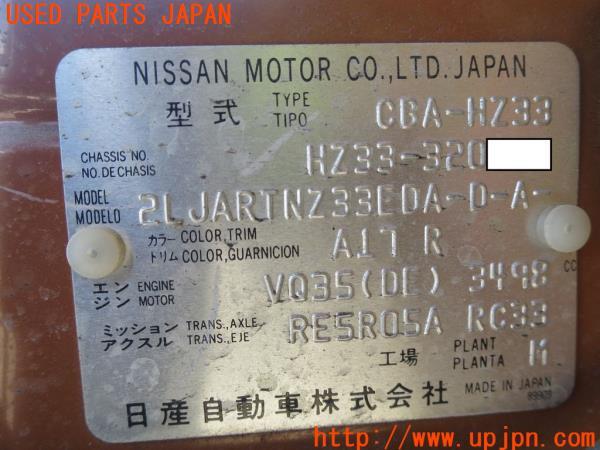 USED PARTS JAPAN
NISSAN MOTOR CO.,LTD. JAPAN
型式 TYPE TIPO CBA-HZ33
CHASSIS NO. NO. DE CHASIS HZ33-320
MODEL MODELO 2LJARTNZ33EDA-D-A-
カラー COLOR, TRIM トリム COLOR, GUARNICION A17 R
エンジン ENGINE MOTOR VQ35(DE) 3498 CC
ミッション アクスル TRANS., AXLE TRANS., EJE RE5R05A RC33
工場 PLANT PLANTA M
日産自動車株式会社 MADE IN JAPAN
http://www.upjpn.com/